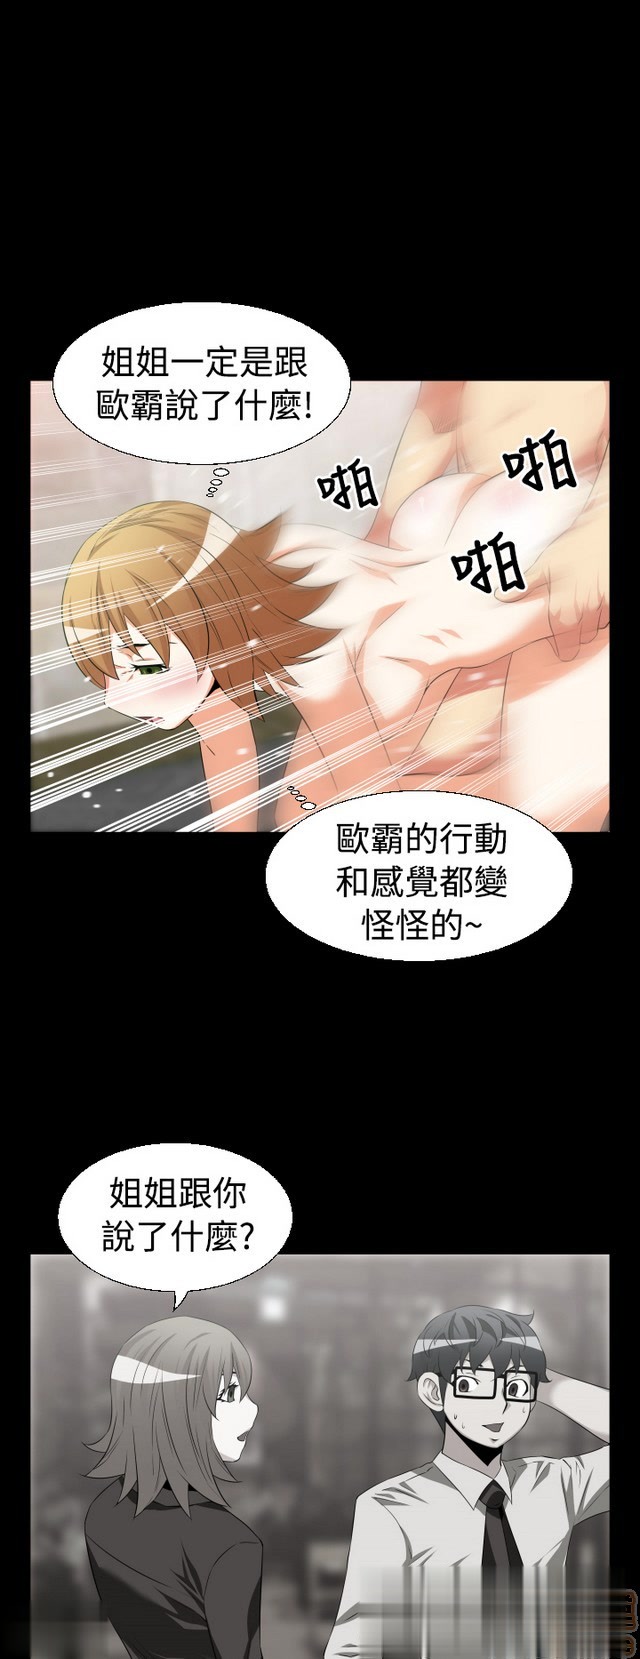 姐姐一定是跟
歐霸說了什麼!
啪
啪
啪
歐霸的行動
和感覺都變
怪怪的~
姐姐跟你
說了什麼?